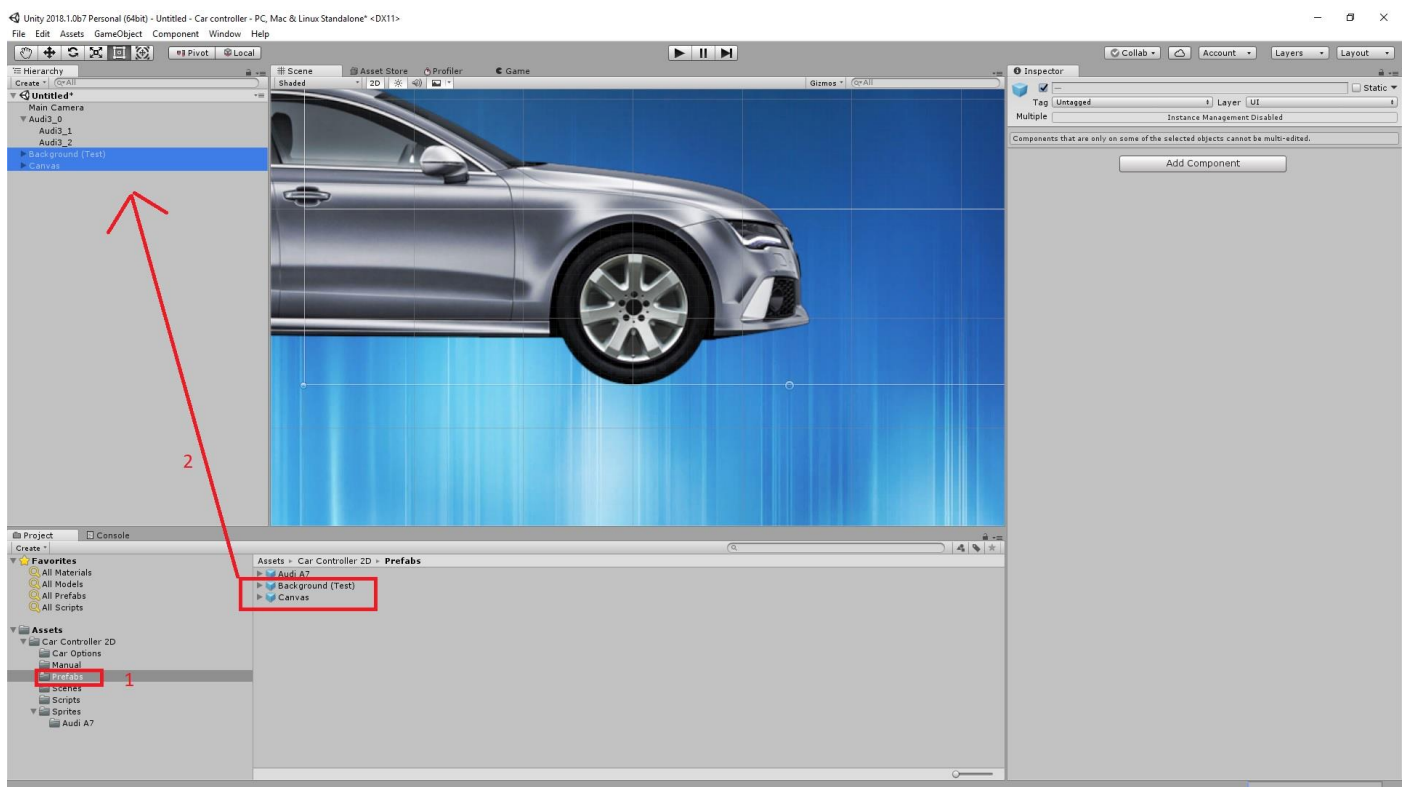 Unity 2018.1.0b7 Personal (64bit) - Untitled - Car controller - PC, Mac & Linux Standalone* <DX11>
File Edit Assets GameObject Component Window Help
Pivot Local
Collab Account Layers Layout
Hierarchy
Create All
Untitled*
Main Camera
Audi3_0
Audi3_1
Audi3_2
Background (Test)
Canvas
Scene Asset Store Profiler Game
Shaded 2D Gizmos All
Inspector
— Static
Tag Untagged Layer UI
Multiple Instance Management Disabled
Components that are only on some of the selected objects cannot be multi-edited.
Add Component
2
Project Console
Create
Favorites
All Materials
All Models
All Prefabs
All Scripts
Assets
Car Controller 2D
Car Options
Manual
Prefabs
1
Scenes
Scripts
Sprites
Audi A7
Assets Car Controller 2D Prefabs
Audi A7
Background (Test)
Canvas